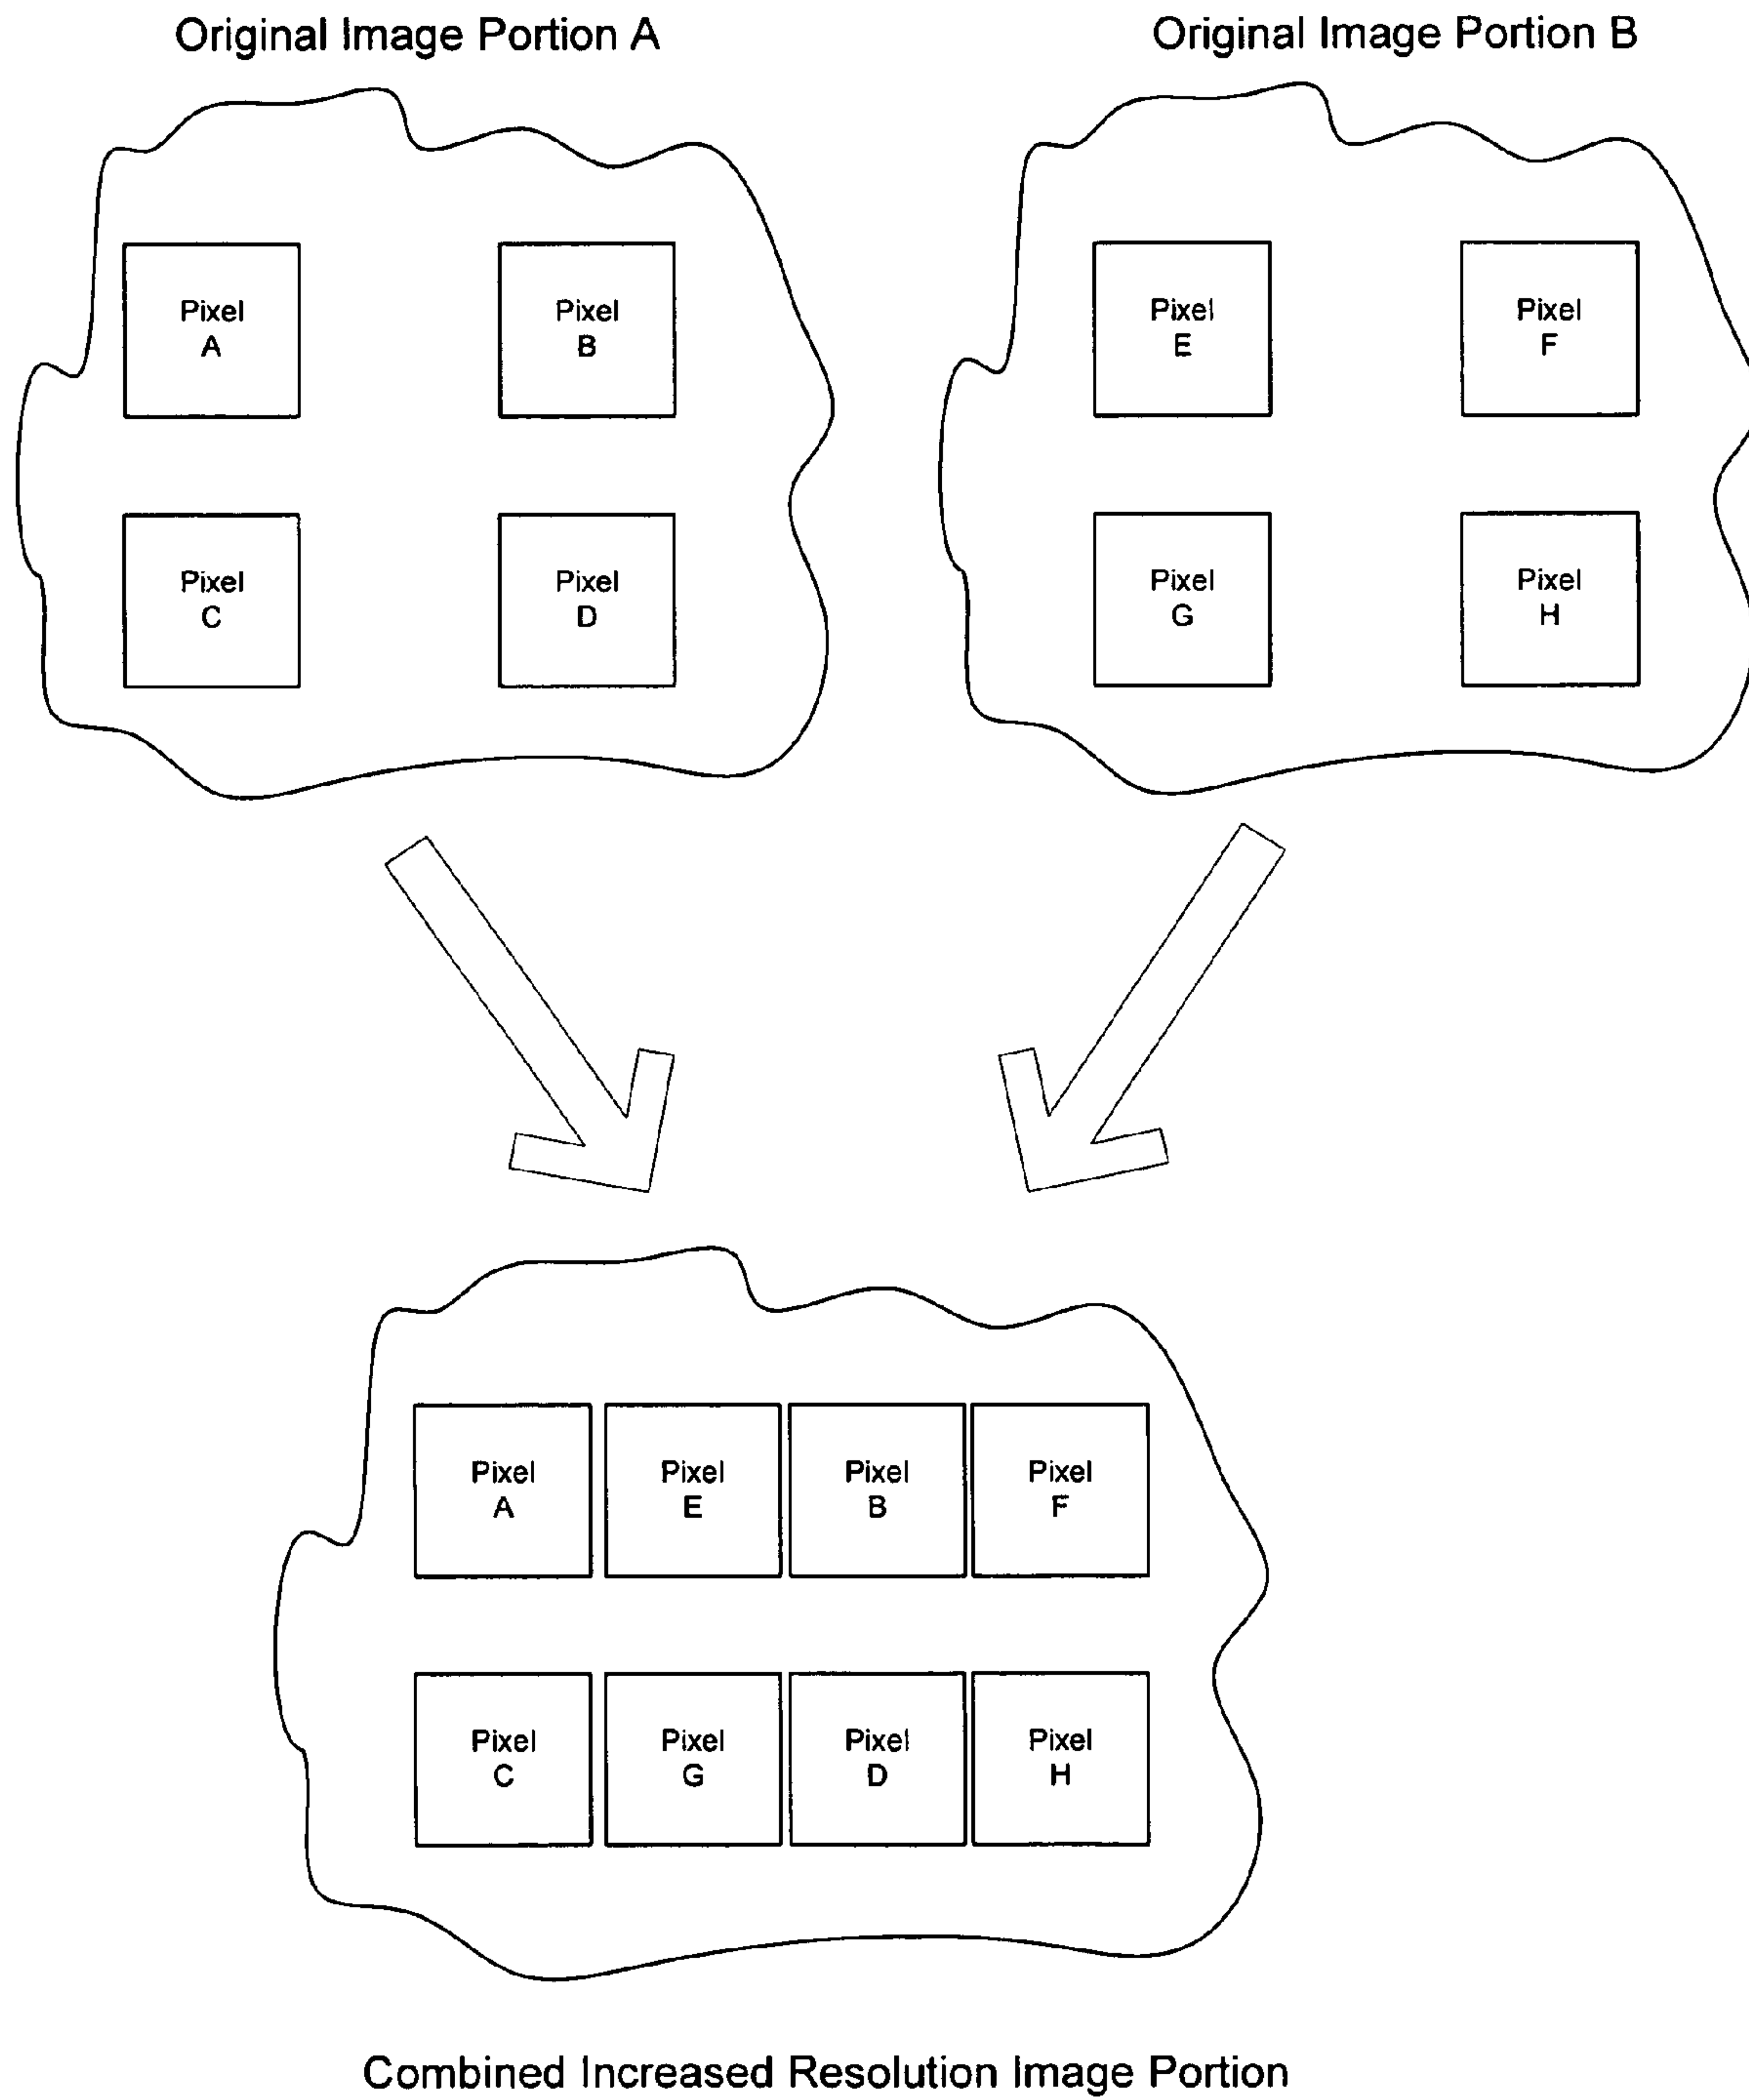 Original Image Portion A
Original Image Portion B
Pixel
A
Pixel
B
Pixel
E
Pixel
F
Pixel
C
Pixel
D
Pixel
G
Pixel
H
Pixel
A
Pixel
E
Pixel
B
Pixel
F
Pixel
C
Pixel
G
Pixel
D
Pixel
H
Combined Increased Resolution Image Portion